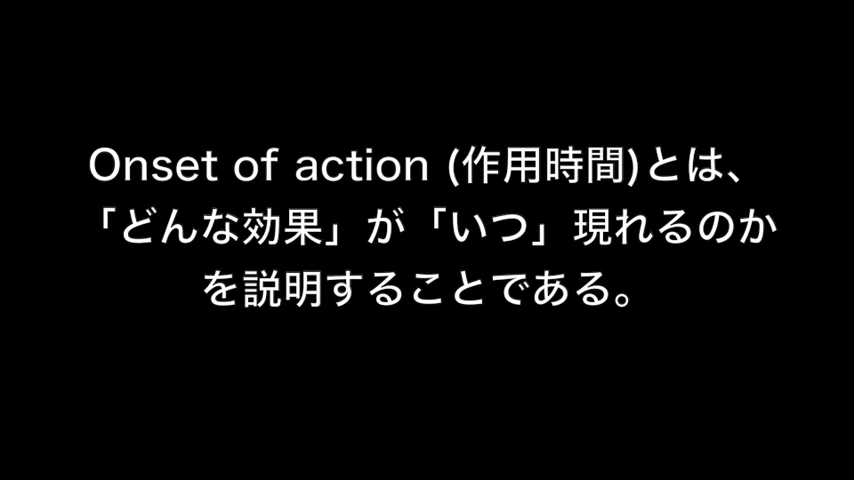 Onset of action (作用時間)とは、
「どんな効果」が「いつ」現れるのか
を説明することである。